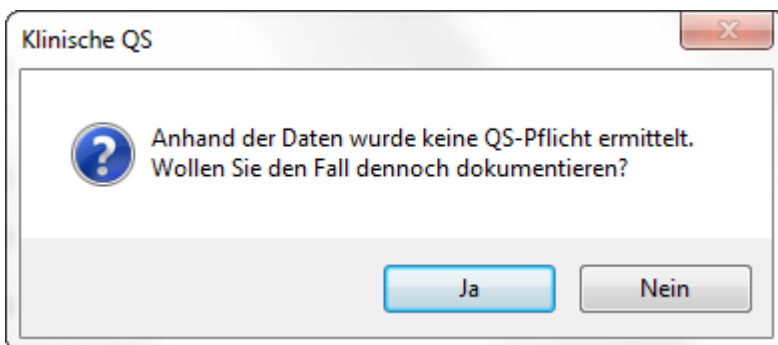 Klinische QS
Anhand der Daten wurde keine QS-Pflicht ermittelt.
Wollen Sie den Fall dennoch dokumentieren?
Ja
Nein